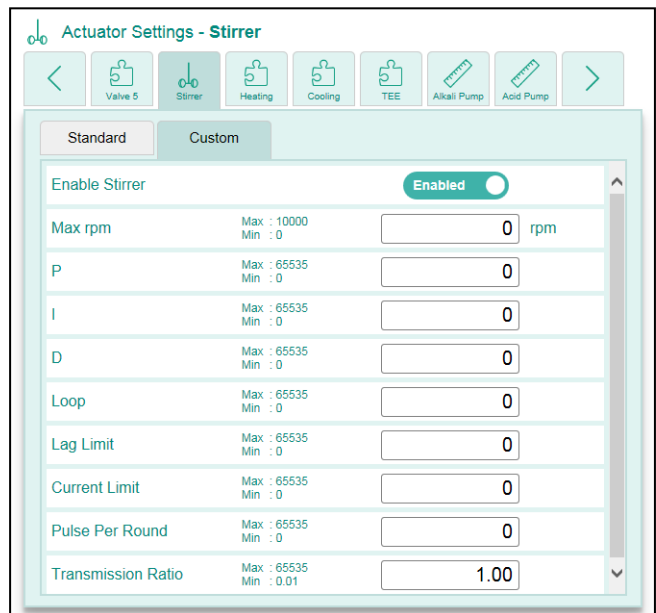 Actuator Settings - Stirrer
Valve 5 Stirrer Heating Cooling TEE Alkali Pump Acid Pump
Standard Custom
Enable Stirrer Enabled
Max rpm Max : 10000 0 rpm
Min : 0
P Max : 65535 0
Min : 0
I Max : 65535 0
Min : 0
D Max : 65535 0
Min : 0
Loop Max : 65535 0
Min : 0
Lag Limit Max : 65535 0
Min : 0
Current Limit Max : 65535 0
Min : 0
Pulse Per Round Max : 65535 0
Min : 0
Transmission Ratio Max : 65535 1.00
Min : 0.01